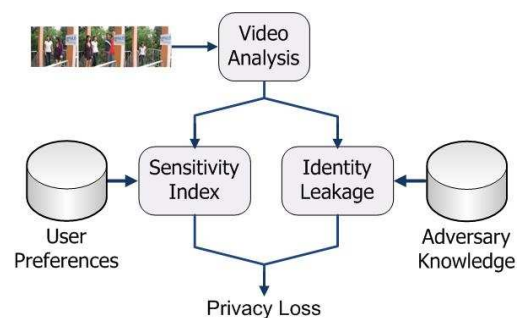 Video
Analysis
Sensitivity
Index
Identity
Leakage
User
Preferences
Adversary
Knowledge
Privacy Loss